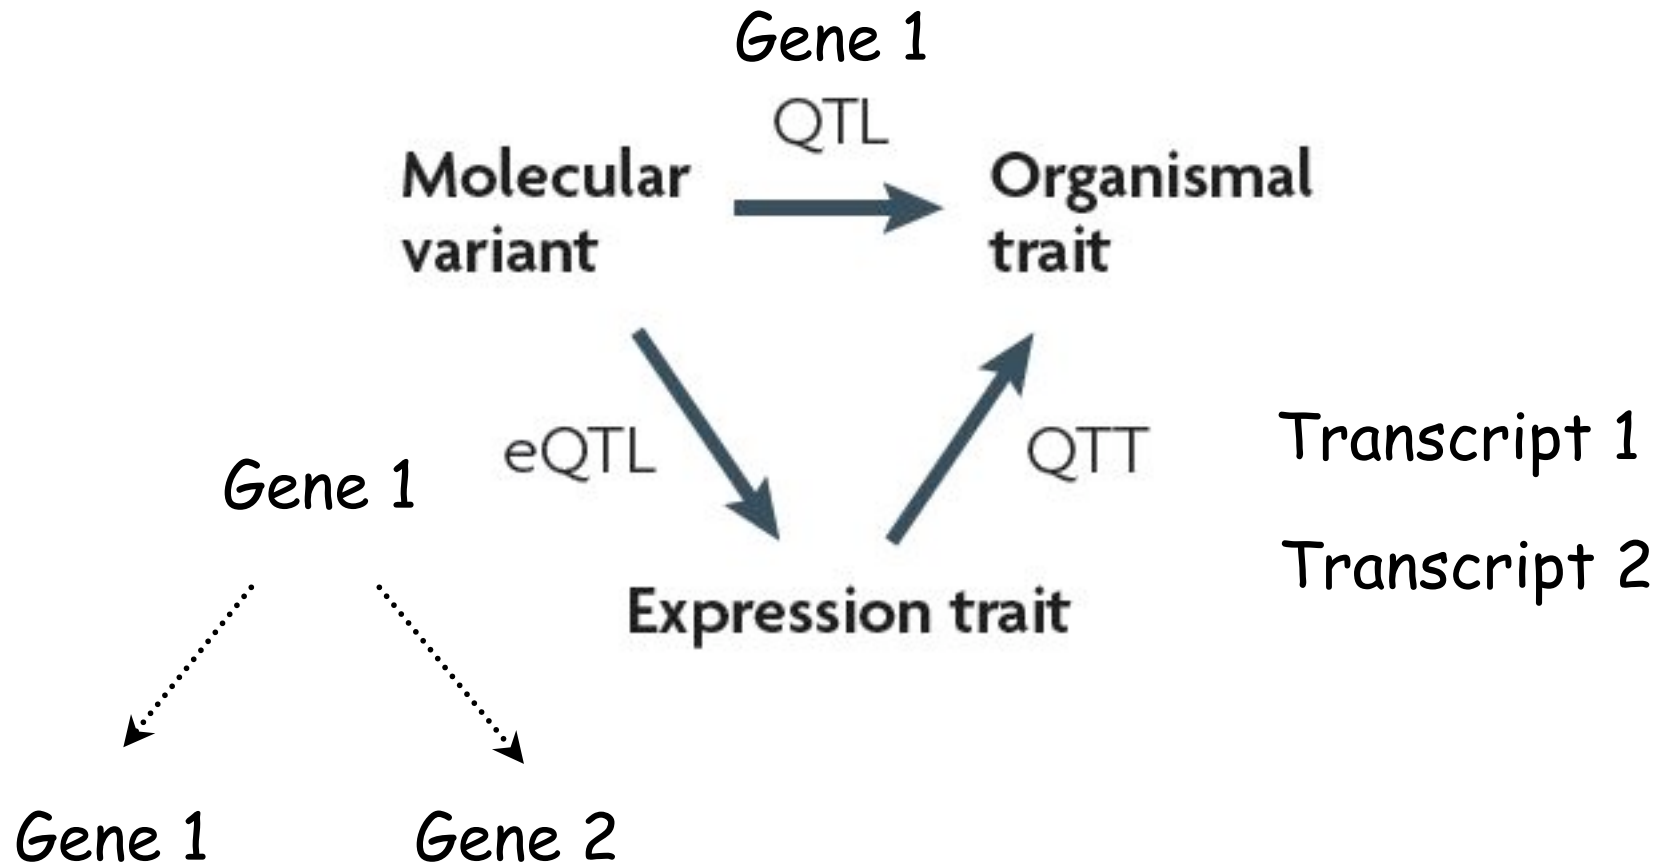 Gene 1
QTL
Molecular
variant
Organismal
trait
eQTL
QTT
Transcript 1
Gene 1
Transcript 2
Expression trait
Gene 1
Gene 2